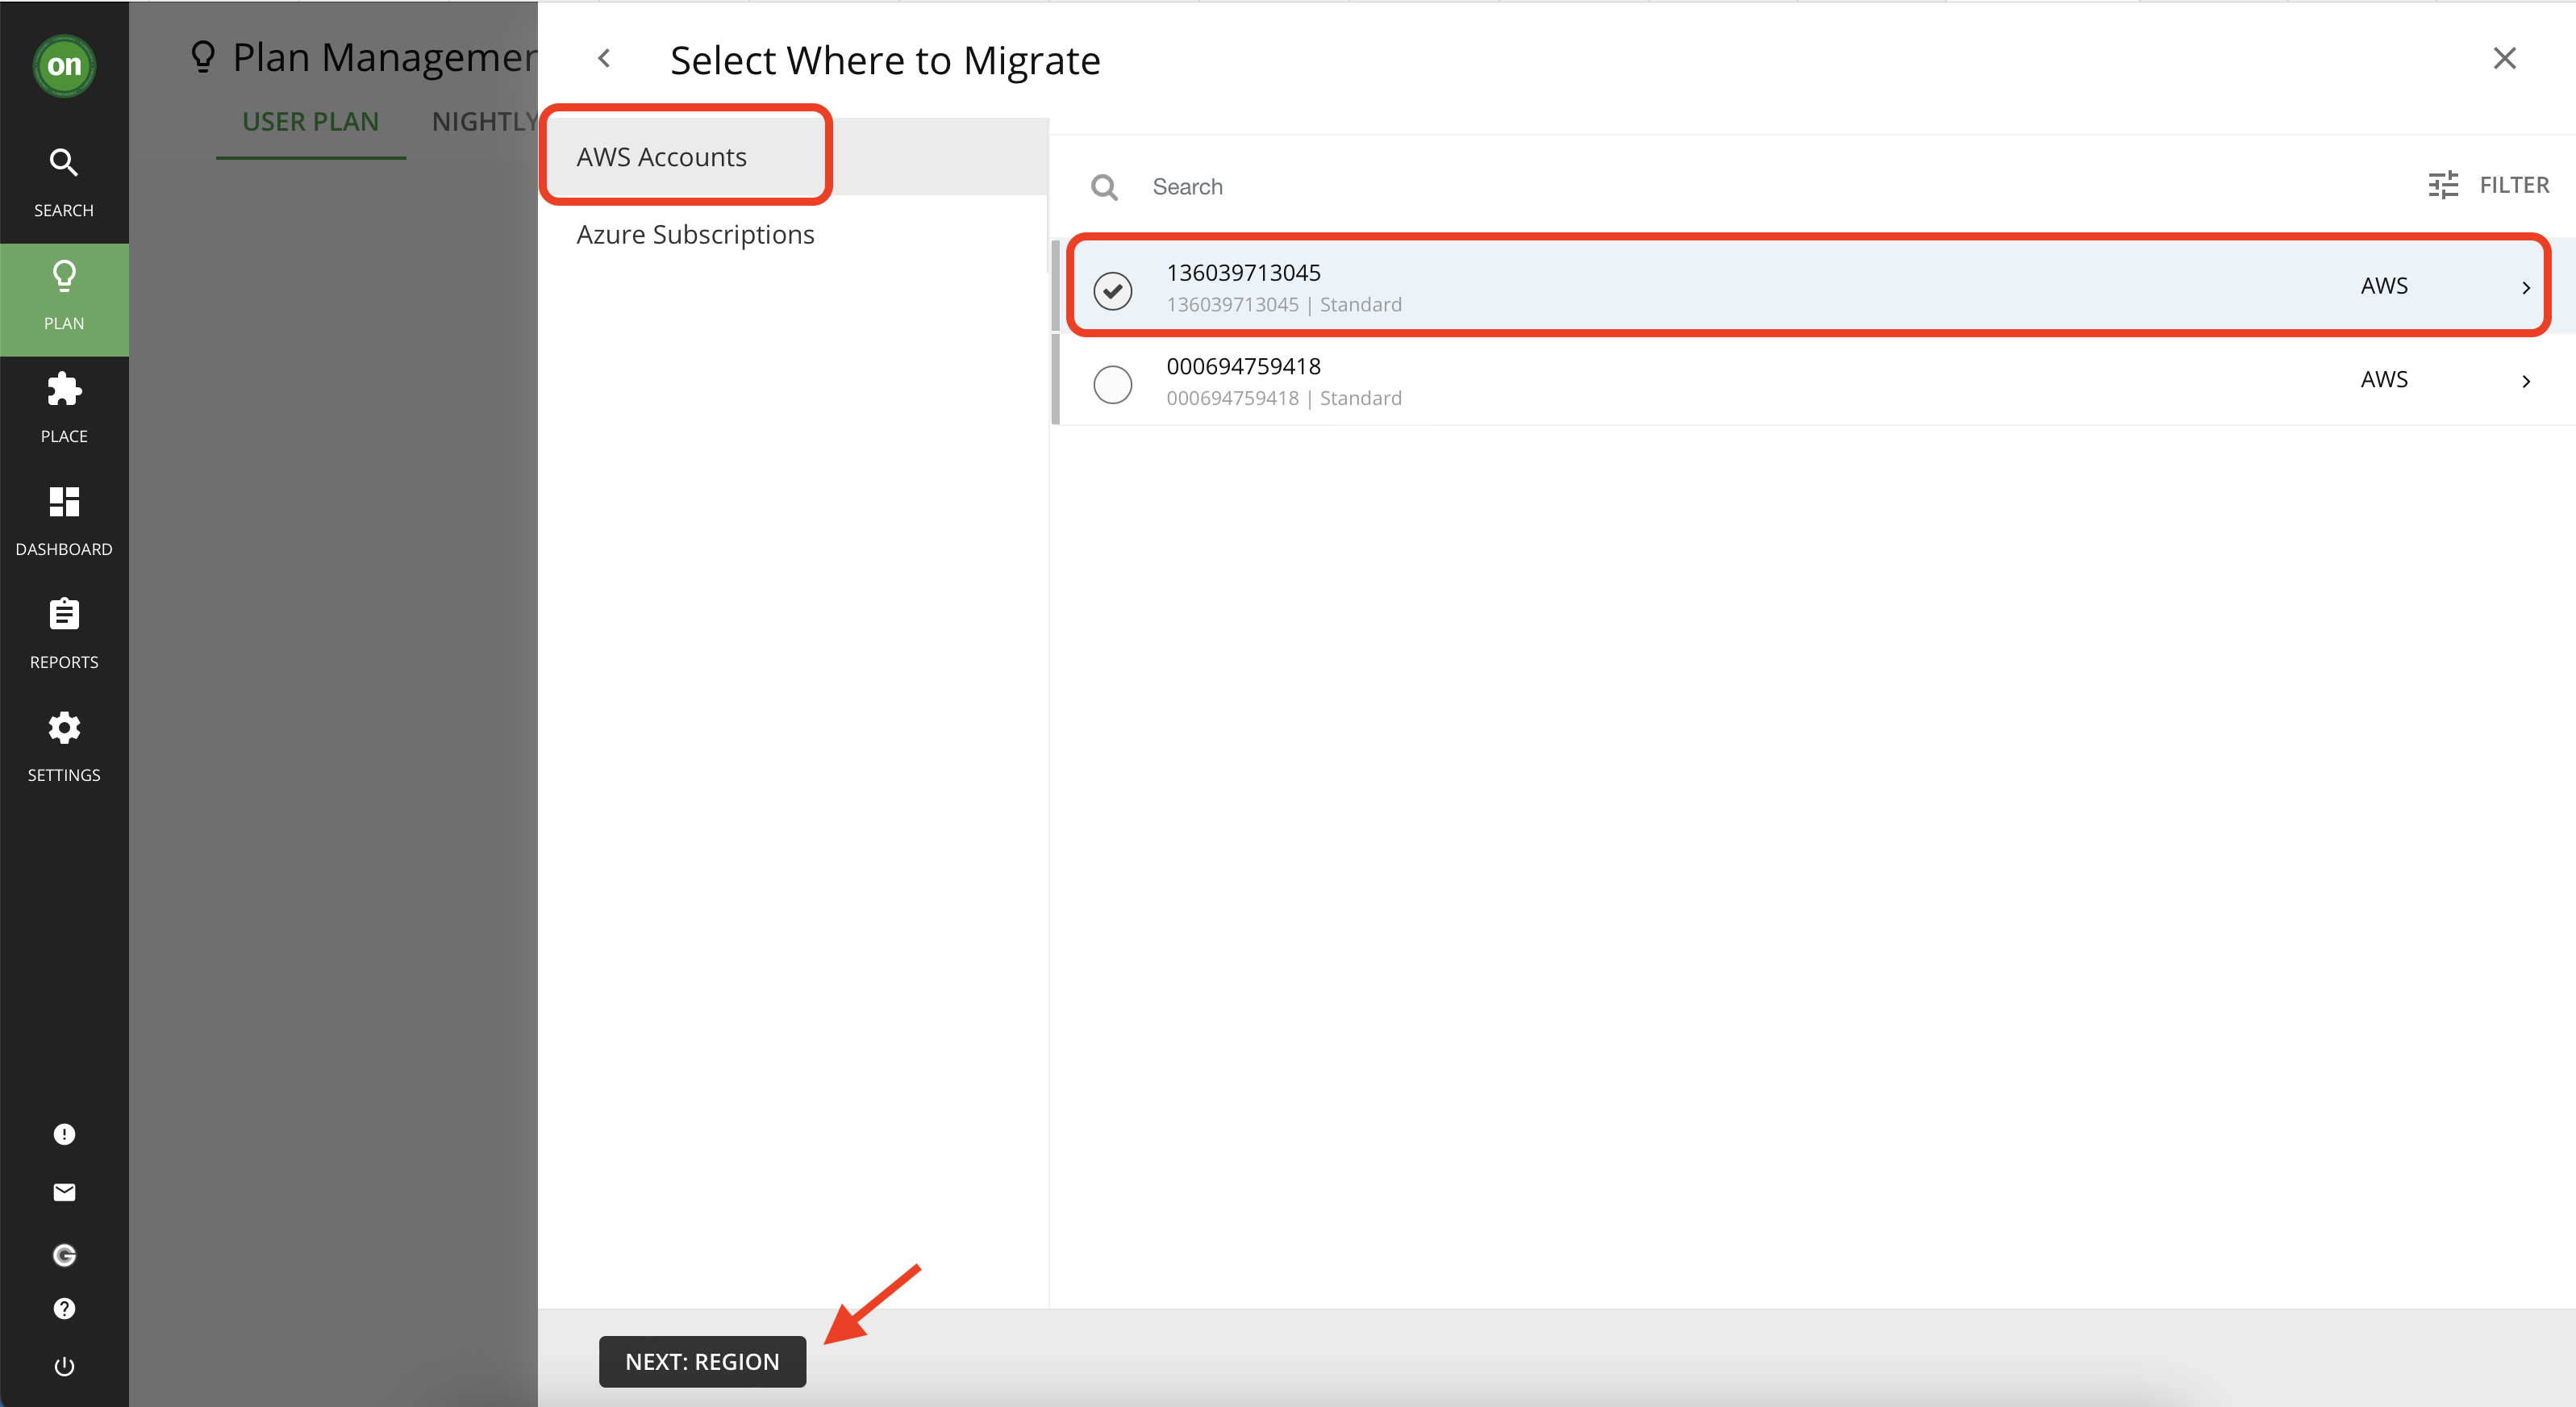 on
SEARCH
PLAN
PLACE
DASHBOARD
REPORTS
SETTINGS
Plan Managemen
USER PLAN
NIGHTLY
Select Where to Migrate
AWS Accounts
Azure Subscriptions
Search
FILTER
136039713045
136039713045 | Standard
AWS
000694759418
000694759418 | Standard
AWS
NEXT: REGION